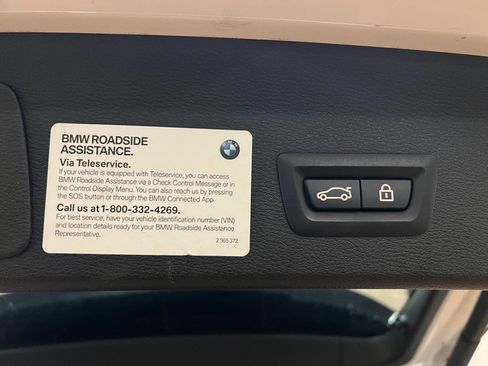 BMW ROADSIDE
ASSISTANCE.
Via Teleservice.
If your vehicle is equipped with Teleservice, you can access
BMW Roadside Assistance via a Check Control Message or in
the Control Display Menu. You can also reach us by pressing
the SOS button or through the BMW Connected App.
Call us at 1-800-332-4269.
For best service, have your vehicle identification number (VIN)
and location details ready for your BMW Roadside Assistance
Representative.
2 365 372